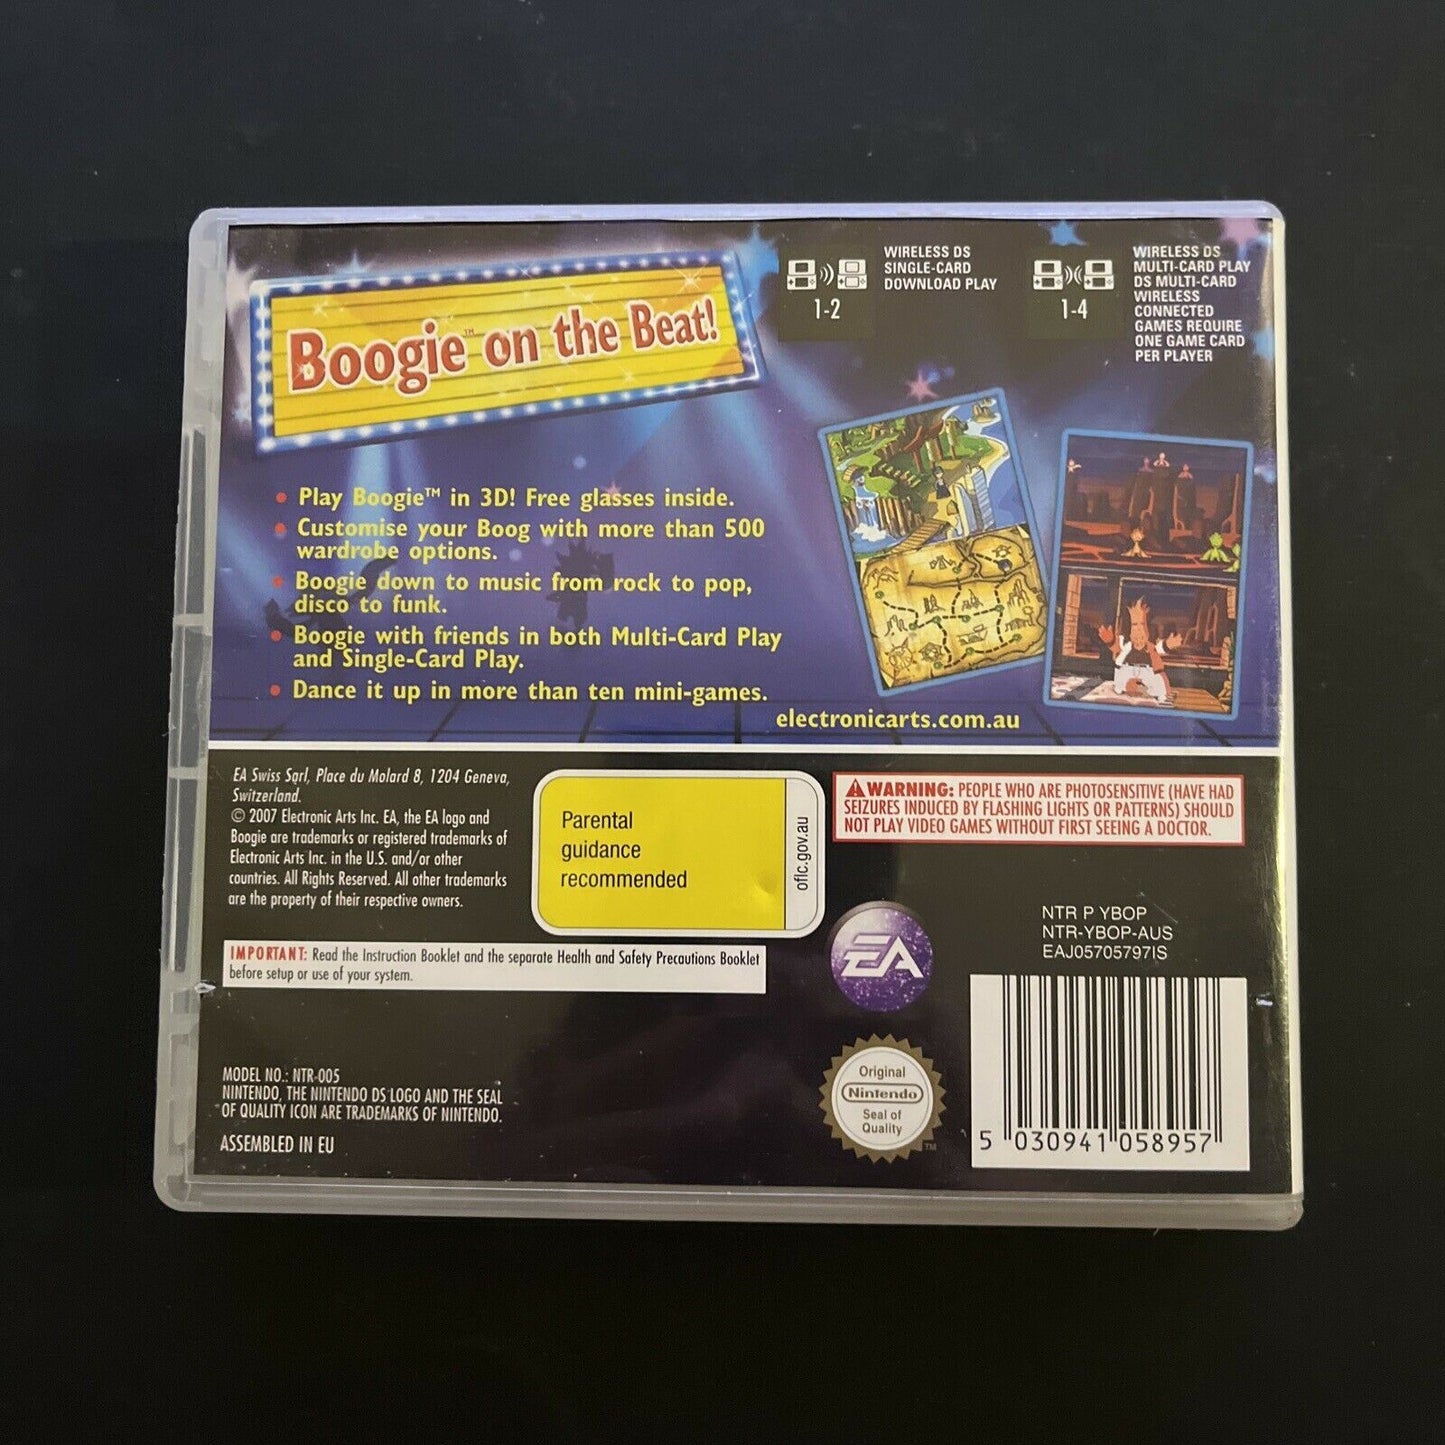 Boogie™ on the Beat!
WIRELESS DS
SINGLE-CARD
DOWNLOAD PLAY
1-2
WIRELESS DS
MULTI-CARD PLAY
DS MULTI-CARD
WIRELESS
CONNECTED
GAMES REQUIRE
ONE GAME CARD
PER PLAYER
1-4
• Play Boogie™ in 3D! Free glasses inside.
• Customise your Boog with more than 500
wardrobe options.
• Boogie down to music from rock to pop,
disco to funk.
• Boogie with friends in both Multi-Card Play
and Single-Card Play.
• Dance it up in more than ten mini-games.
electronicarts.com.au
EA Swiss Sarl, Place du Molard 8, 1204 Geneva,
Switzerland.
© 2007 Electronic Arts Inc. EA, the EA logo and
Boogie are trademarks or registered trademarks of
Electronic Arts Inc. in the U.S. and/or other
countries. All Rights Reserved. All other trademarks
are the property of their respective owners.
Parental
guidance
recommended
oflc.gov.au
WARNING: PEOPLE WHO ARE PHOTOSENSITIVE (HAVE HAD
SEIZURES INDUCED BY FLASHING LIGHTS OR PATTERNS) SHOULD
NOT PLAY VIDEO GAMES WITHOUT FIRST SEEING A DOCTOR.
IMPORTANT: Read the Instruction Booklet and the separate Health and Safety Precautions Booklet
before setup or use of your system.
EA
NTR P YBOP
NTR-YBOP-AUS
EAJ05705797IS
MODEL NO.: NTR-005
NINTENDO, THE NINTENDO DS LOGO AND THE SEAL
OF QUALITY ICON ARE TRADEMARKS OF NINTENDO.
ASSEMBLED IN EU
Original
Nintendo
Seal of
Quality
TM
5 030941 058957